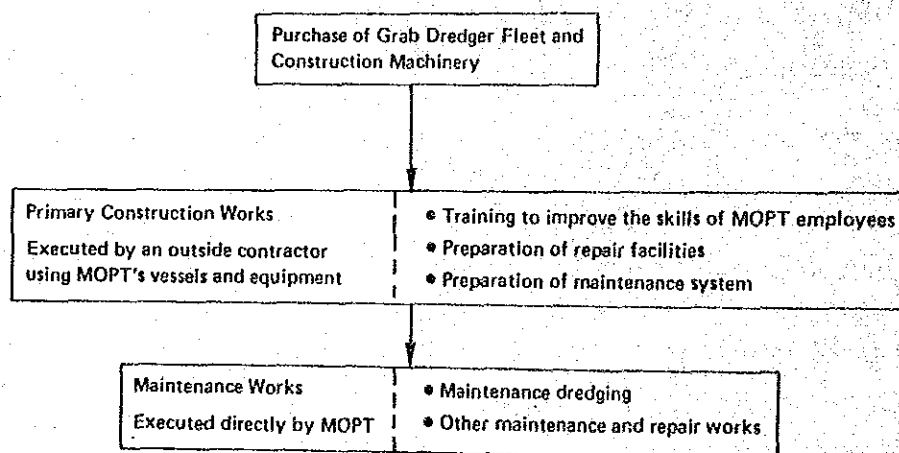 Purchase of Grab Dredger Fleet and
Construction Machinery
Primary Construction Works
Executed by an outside contractor
using MOPT's vessels and equipment
• Training to improve the skills of MOPT employees
• Preparation of repair facilities
• Preparation of maintenance system
Maintenance Works
Executed directly by MOPT
• Maintenance dredging
• Other maintenance and repair works